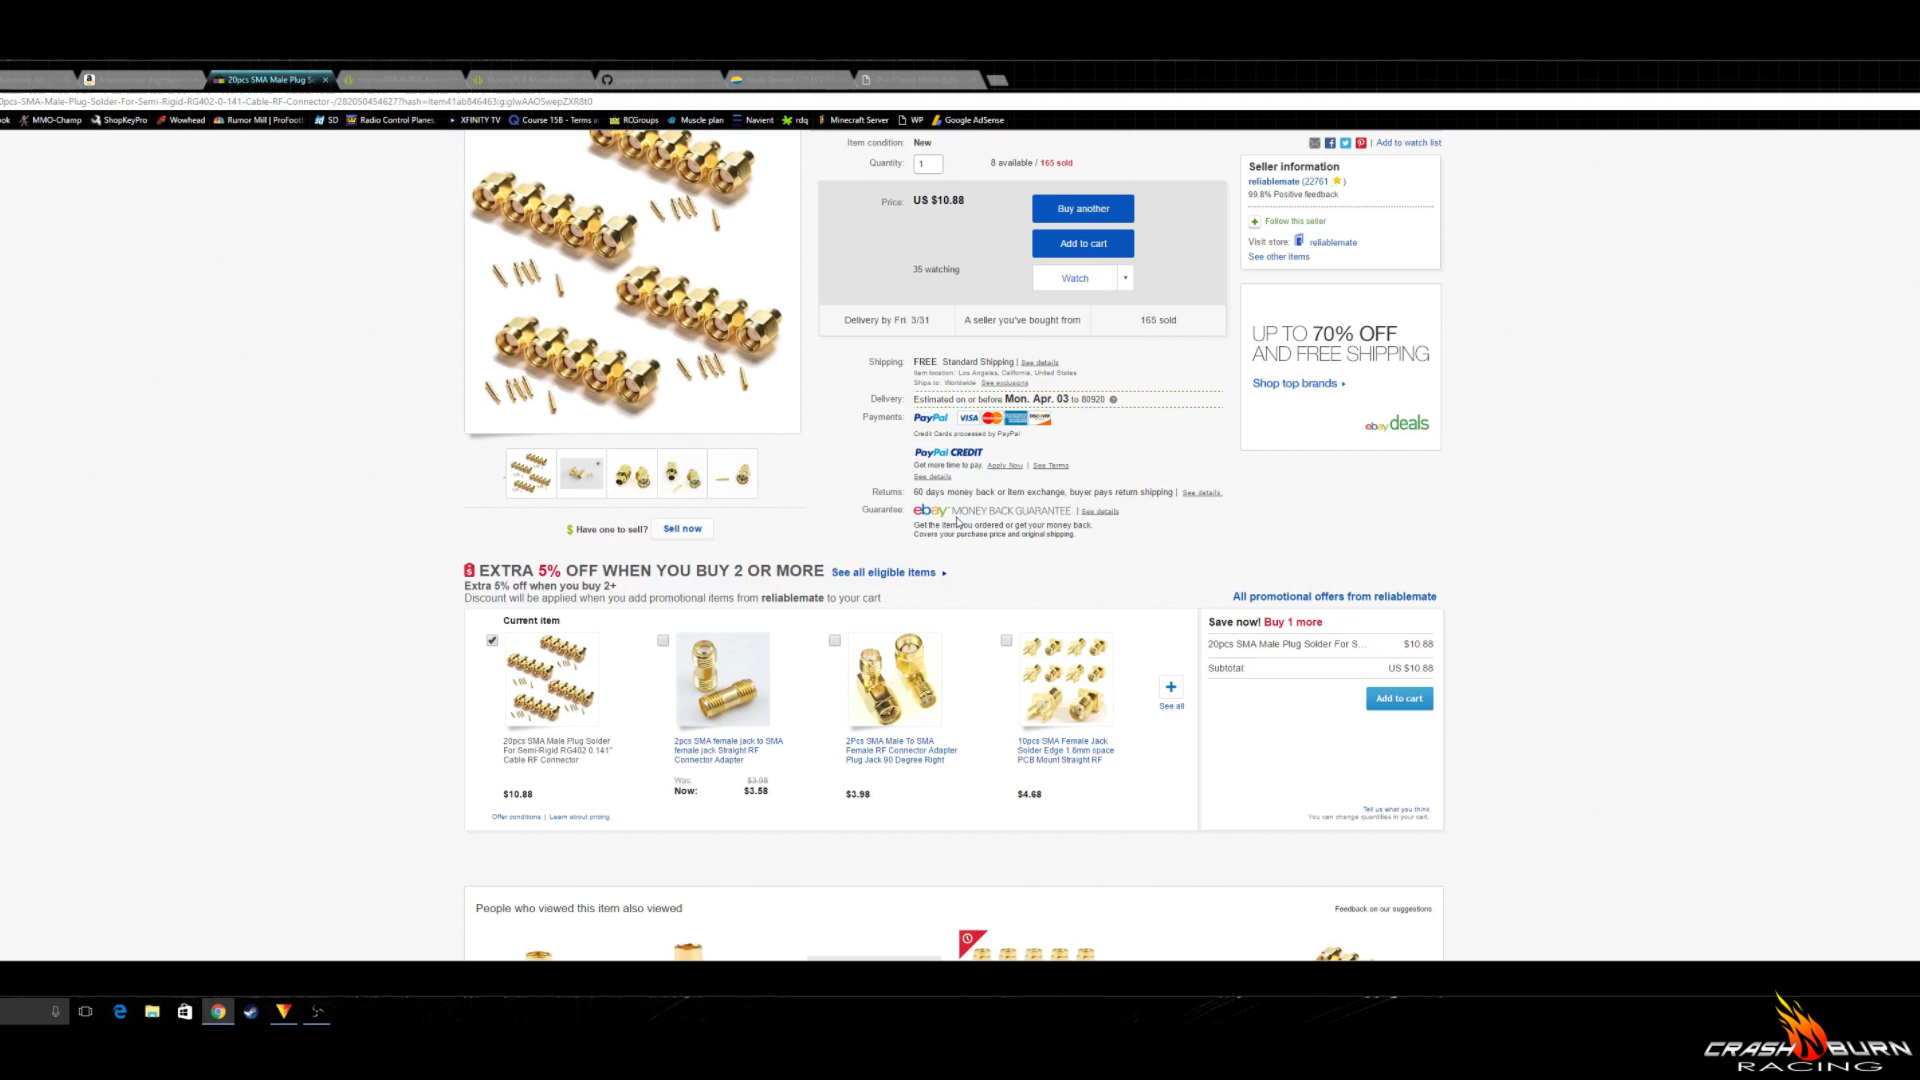 20pcs SMA Male Plug S
0pcs-SMA-Male-Plug-Solder-For-Semi-Rigid-RG402-0-141-Cable-RF-Connector-/282050454627?hash=item41ab846463:g:glwAAOSwepZXR8t0
ook MMO-Champ ShopKeyPro Wowhead Rumor Mill | ProFoot SD Radio Control Planes, XFINITY TV Course 15B - Terms a RCGroups Muscle plan Navient rdq Minecraft Server WP Google AdSense
Item condition: New
Add to watch list
Quantity: 1 8 available / 165 sold
Price: US $10.88
Buy another
Add to cart
35 watching
Watch
Delivery by Fri. 3/31 A seller you've bought from 165 sold
Seller information
reliablemate (22761 )
99.8% Positive feedback
Follow this seller
Visit store: reliablemate
See other items
UP TO 70% OFF
AND FREE SHIPPING
Shop top brands
ebay deals
Shipping: FREE Standard Shipping | See details
Item location: Los Angeles, California, United States
Ships to: Worldwide See exclusions
Delivery: Estimated on or before Mon. Apr. 03 to 80920
Payments: PayPal VISA MasterCard DISCOVER
Credit Cards processed by PayPal
PayPal CREDIT
Get more time to pay. Apply Now | See Terms
See details
Returns: 60 days money back or item exchange, buyer pays return shipping | See details
Guarantee: ebay MONEY BACK GUARANTEE | See details
Get the item you ordered or get your money back.
Covers your purchase price and original shipping.
$ Have one to sell? Sell now
EXTRA 5% OFF WHEN YOU BUY 2 OR MORE See all eligible items
Extra 5% off when you buy 2+
Discount will be applied when you add promotional items from reliablemate to your cart
All promotional offers from reliablemate
Current item
20pcs SMA Male Plug Solder
For Semi-Rigid RG402 0.141"
Cable RF Connector
$10.88
Offer conditions | Learn about pricing
2pcs SMA female jack to SMA
female jack Straight RF
Connector Adapter
Was: $3.98
Now: $3.58
2Pcs SMA Male To SMA
Female RF Connector Adapter
Plug Jack 90 Degree Right
$3.98
10pcs SMA Female Jack
Solder Edge 1.6mm space
PCB Mount Straight RF
$4.68
See all
Save now! Buy 1 more
20pcs SMA Male Plug Solder For S... $10.88
Subtotal: US $10.88
Add to cart
Tell us what you think
You can change quantities in your cart.
People who viewed this item also viewed
Feedback on our suggestions
CRASH N BURN
RACING